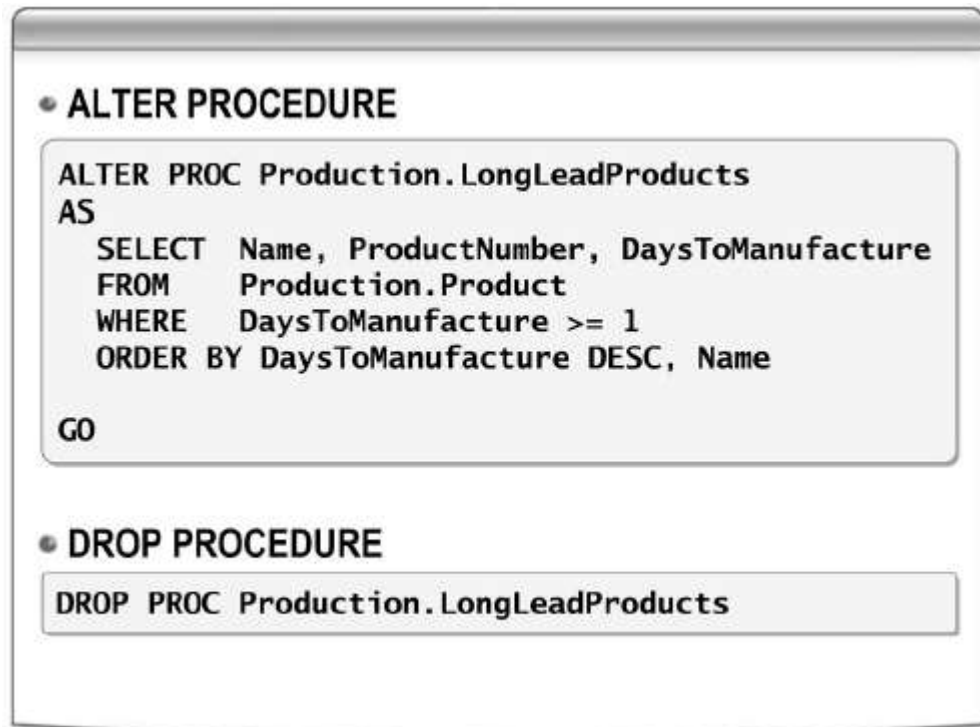 ALTER PROCEDURE
ALTER PROC Production.LongLeadProducts
AS
SELECT Name, ProductNumber, DaysToManufacture
FROM Production.Product
WHERE DaysToManufacture >= 1
ORDER BY DaysToManufacture DESC, Name
GO
DROP PROCEDURE
DROP PROC Production.LongLeadProducts